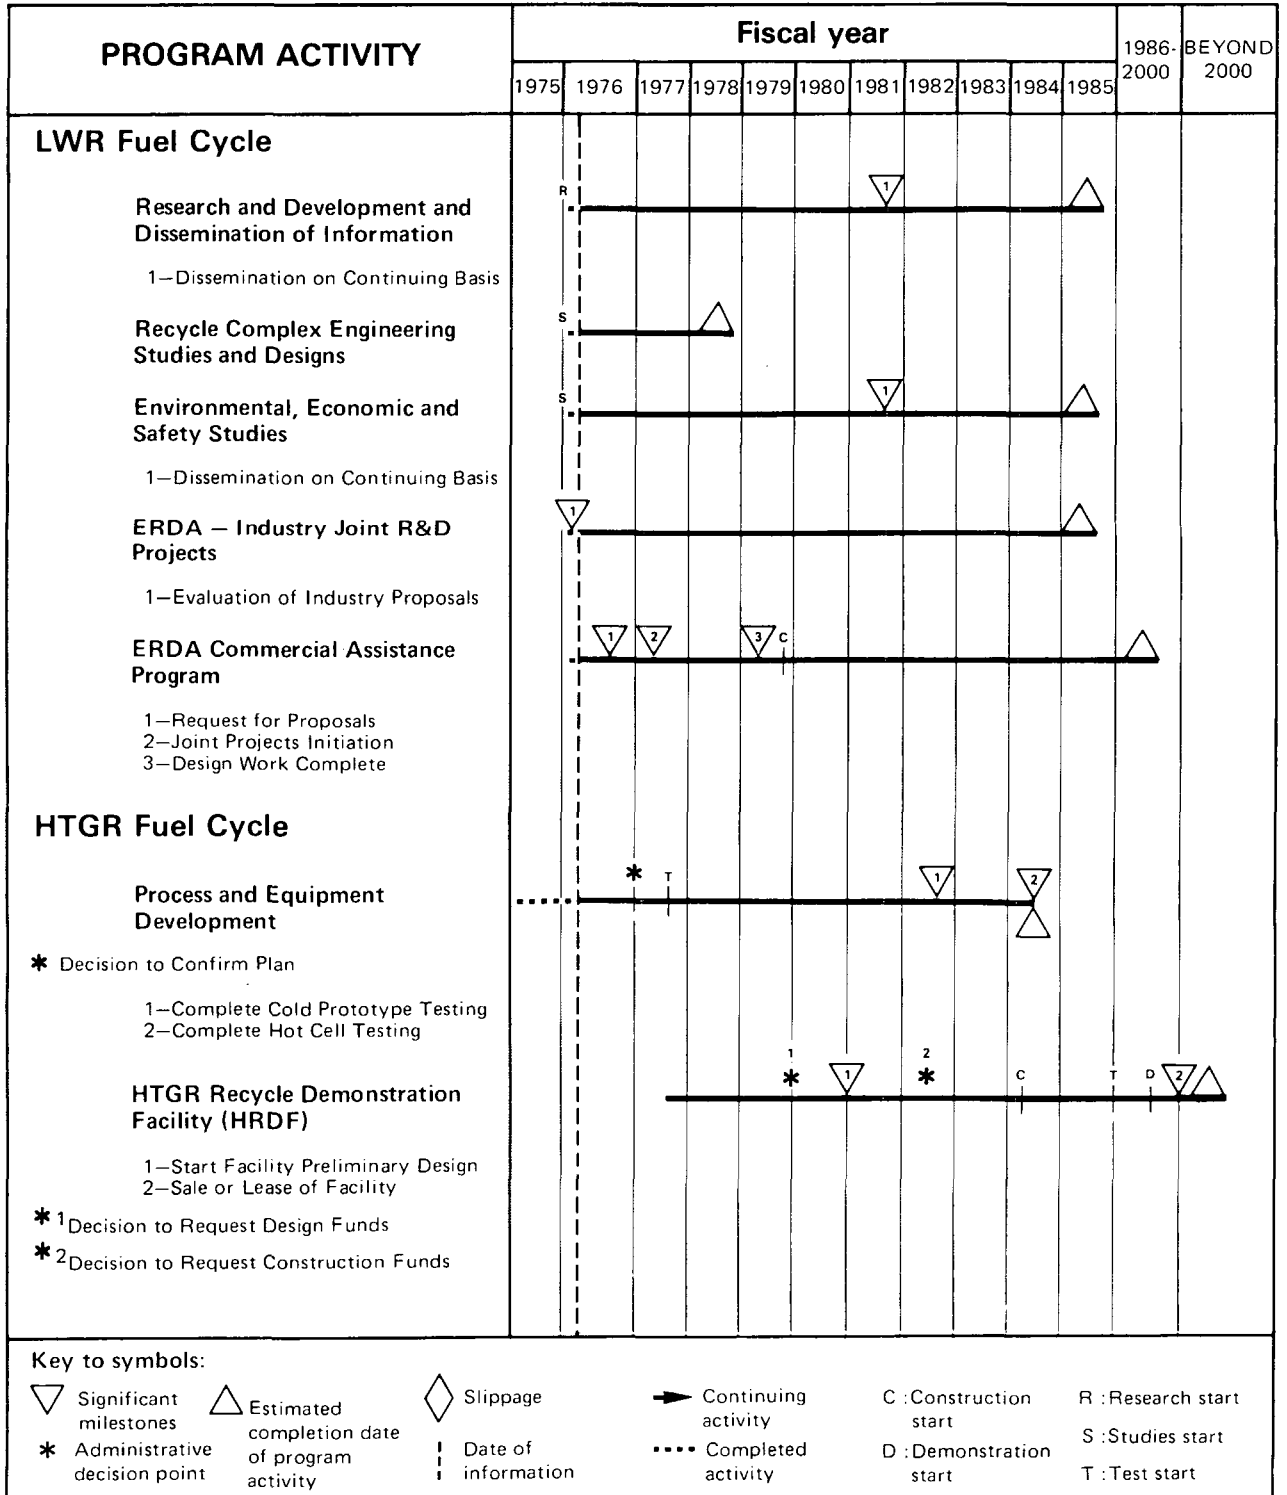 PROGRAM ACTIVITY
Fiscal year
1986-2000
BEYOND 2000
1975 1976 1977 1978 1979 1980 1981 1982 1983 1984 1985
LWR Fuel Cycle
R
1
Research and Development and
Dissemination of Information
1—Dissemination on Continuing Basis
S
Recycle Complex Engineering
Studies and Designs
S
1
Environmental, Economic and
Safety Studies
1—Dissemination on Continuing Basis
1
ERDA — Industry Joint R&D
Projects
1—Evaluation of Industry Proposals
1 2 3 C
ERDA Commercial Assistance
Program
1—Request for Proposals
2—Joint Projects Initiation
3—Design Work Complete
HTGR Fuel Cycle
* T 1 2
Process and Equipment
Development
* Decision to Confirm Plan
1—Complete Cold Prototype Testing
2—Complete Hot Cell Testing
1 2
* 1 * C T D 2
HTGR Recycle Demonstration
Facility (HRDF)
1—Start Facility Preliminary Design
2—Sale or Lease of Facility
*1 Decision to Request Design Funds
*2 Decision to Request Construction Funds
Key to symbols:
Significant
milestones
* Administrative
decision point
Estimated
completion date
of program
activity
Slippage
Date of
information
Continuing
activity
Completed
activity
C :Construction
start
D :Demonstration
start
R :Research start
S :Studies start
T :Test start